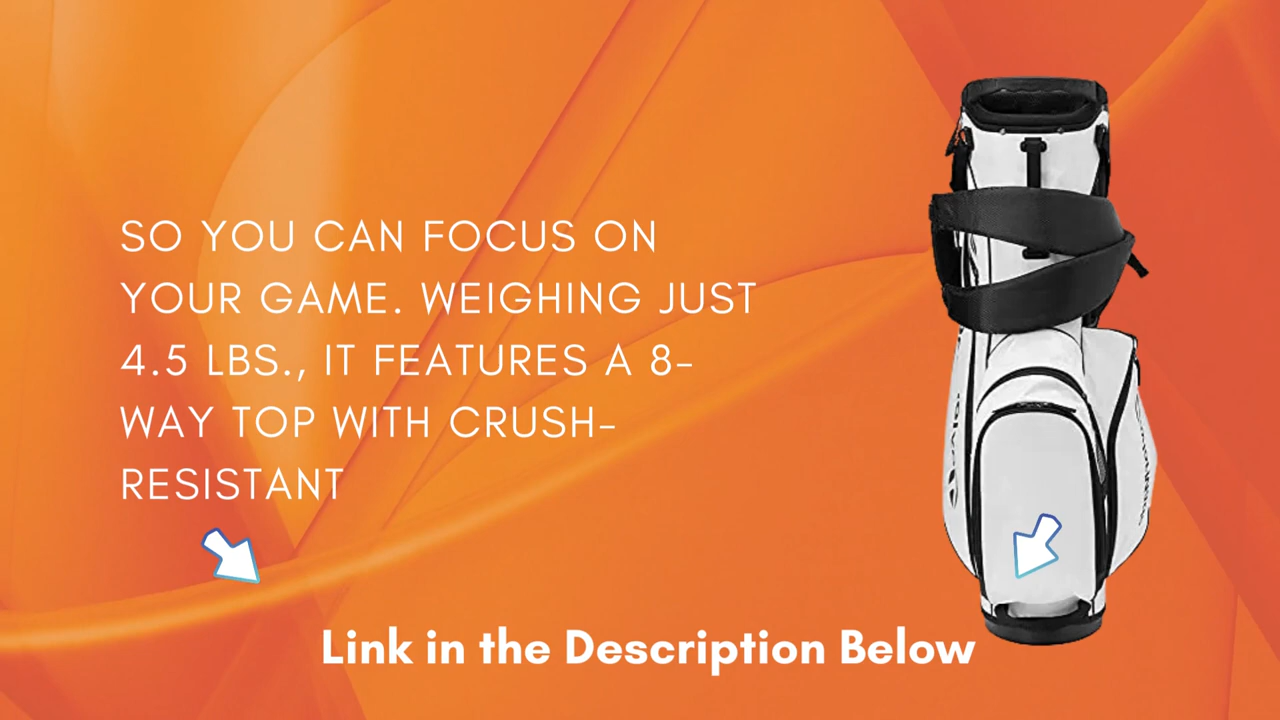 SO YOU CAN FOCUS ON
YOUR GAME. WEIGHING JUST
4.5 LBS., IT FEATURES A 8-
WAY TOP WITH CRUSH-
RESISTANT
Link in the Description Below